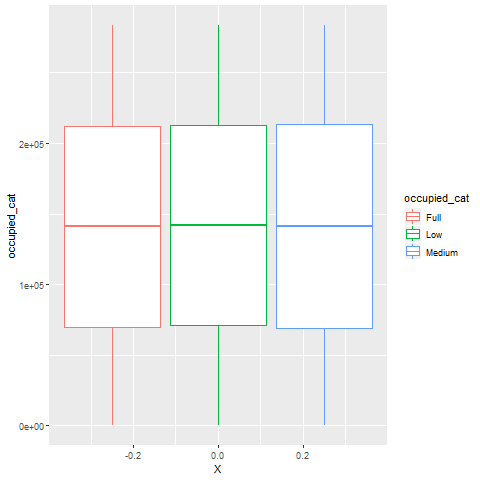 occupied_cat
2e+05
1e+05
0e+00
-0.2
0.0
0.2
X
occupied_cat
Full
Low
Medium